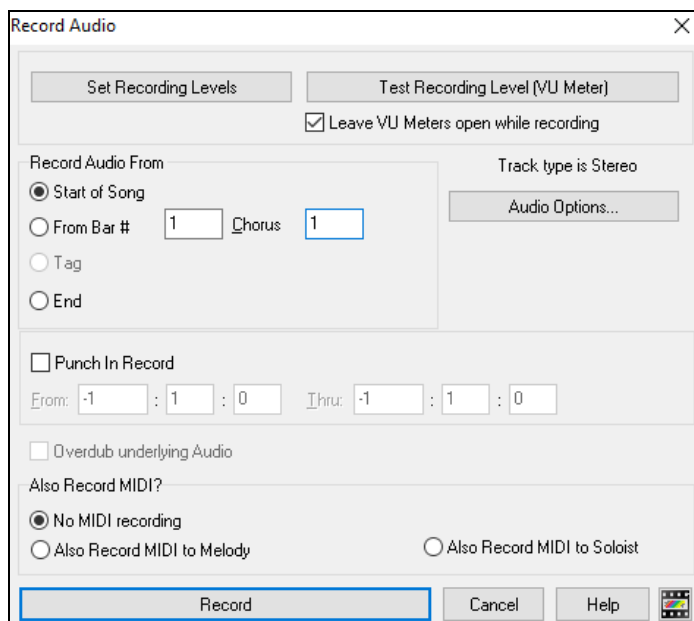 Record Audio
Set Recording Levels
Test Recording Level (VU Meter)
Leave VU Meters open while recording
Record Audio From
Track type is Stereo
Start of Song
Audio Options...
From Bar # 1 Chorus 1
Tag
End
Punch In Record
From: -1 : 1 : 0 Thru: -1 : 1 : 0
Overdub underlying Audio
Also Record MIDI?
No MIDI recording
Also Record MIDI to Melody
Also Record MIDI to Soloist
Record
Cancel
Help